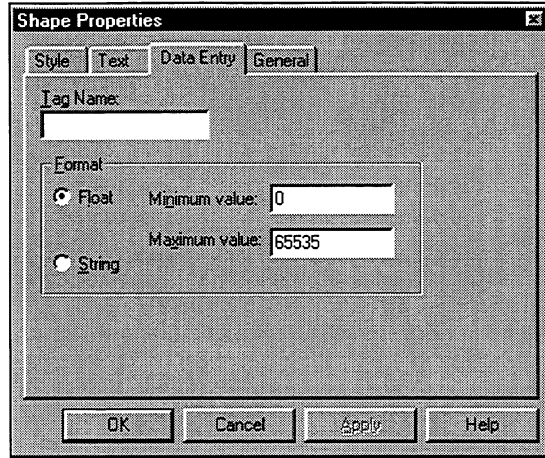 Shape Properties
Style Text Data Entry General
Tag Name:
Format
Float Minimum value: 0
Maximum value: 65535
String
OK Cancel Apply Help